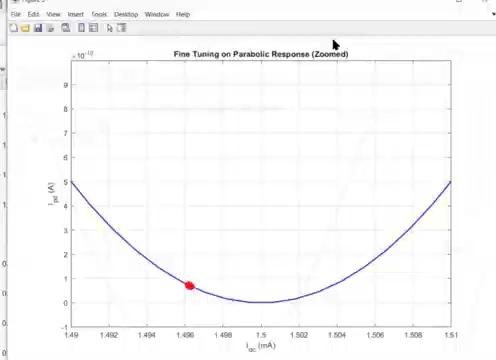 File Edit View Insert Tools Desktop Window Help
Fine Tuning on Parabolic Response (Zoomed)
×10
9
8
7
6
5
4
3
2
1
0
-1
I (A)
1.49 1.492 1.494 1.496 1.498 1.5 1.502 1.504 1.506 1.508 1.51
I (mA)